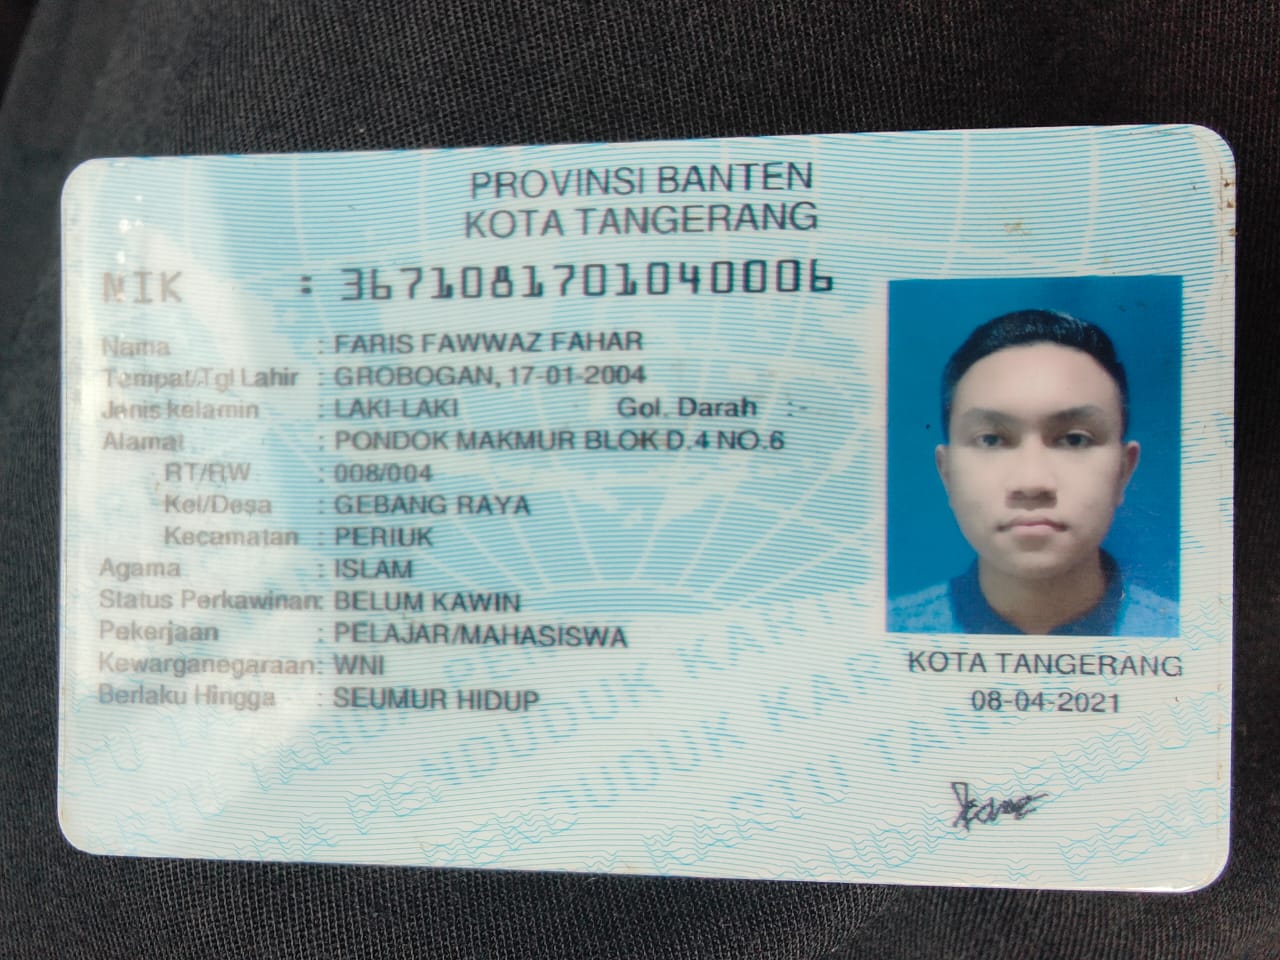 PROVINSI BANTEN
KOTA TANGERANG
NIK : 3671081701040006
Nama : FARIS FAWWAZ FAHAR
Tempat/Tgl Lahir : GROBOGAN, 17-01-2004
Jenis kelamin : LAKI-LAKI Gol. Darah : -
Alamat : PONDOK MAKMUR BLOK D.4 NO.6
RT/RW : 008/004
Kel/Desa : GEBANG RAYA
Kecamatan : PERIUK
Agama : ISLAM
Status Perkawinan: BELUM KAWIN
Pekerjaan : PELAJAR/MAHASISWA
Kewarganegaraan: WNI
Berlaku Hingga : SEUMUR HIDUP
KOTA TANGERANG
08-04-2021